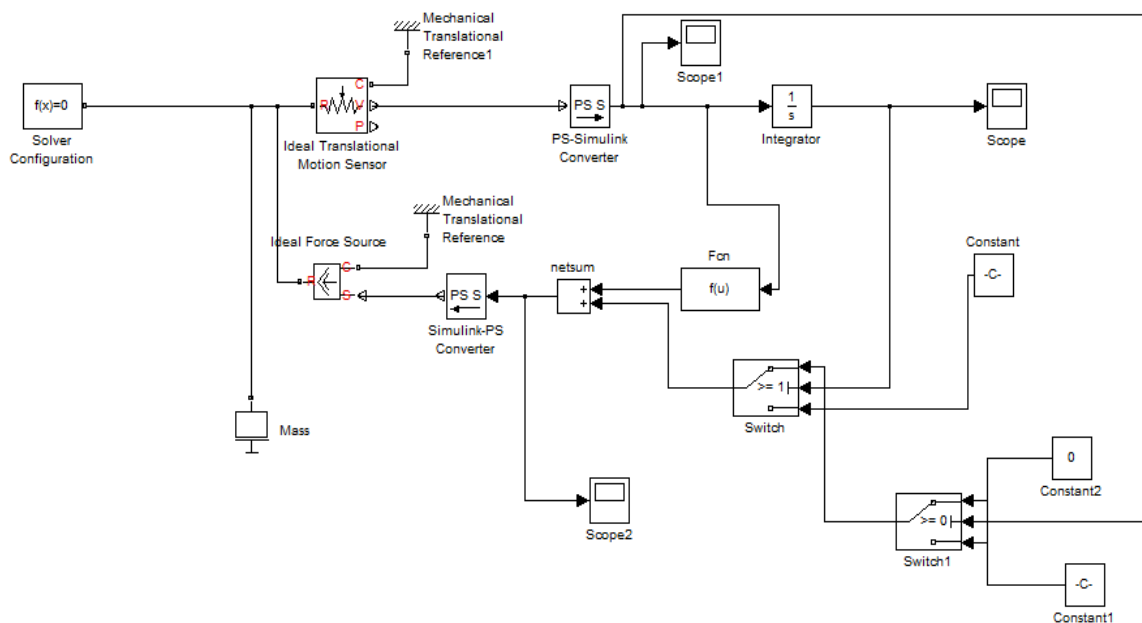 Mechanical
Translational
Reference1
Scope1
f(x)=0
Solver
Configuration
C
R
V
P
Ideal Translational
Motion Sensor
PS S
PS-Simulink
Converter
1
s
Integrator
Scope
Mechanical
Translational
Reference
Ideal Force Source
R
C
S
PS S
Simulink-PS
Converter
netsum
+
+
Fcn
f(u)
Constant
-C-
>= 1
Switch
Mass
Scope2
>= 0
Switch1
0
Constant2
-C-
Constant1